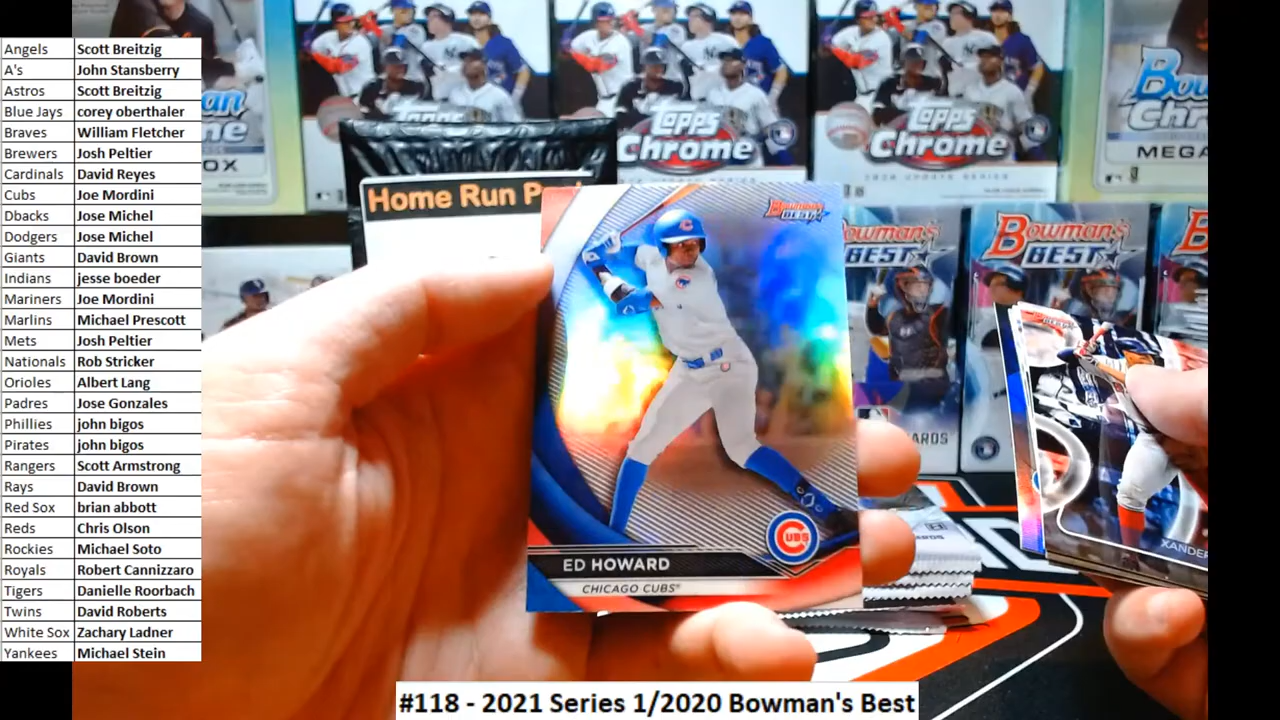 Angels Scott Breitzig
A's John Stansberry
Astros Scott Breitzig
Blue Jays corey oberthaler
Braves William Fletcher
Brewers Josh Peltier
Cardinals David Reyes
Cubs Joe Mordini
Dbacks Jose Michel
Dodgers Jose Michel
Giants David Brown
Indians jesse boeder
Mariners Joe Mordini
Marlins Michael Prescott
Mets Josh Peltier
Nationals Rob Stricker
Orioles Albert Lang
Padres Jose Gonzales
Phillies john bigos
Pirates john bigos
Rangers Scott Armstrong
Rays David Brown
Red Sox brian abbott
Reds Chris Olson
Rockies Michael Soto
Royals Robert Cannizzaro
Tigers Danielle Roorbach
Twins David Roberts
White Sox Zachary Ladner
Yankees Michael Stein
Topps
Chrome
Topps
Chrome
MEGA
Home Run P
Bowman's
BEST
Bowman's
BEST
Bowman's
BEST
CUBS
ED HOWARD
CHICAGO CUBS
XANDER
#118 - 2021 Series 1/2020 Bowman's Best